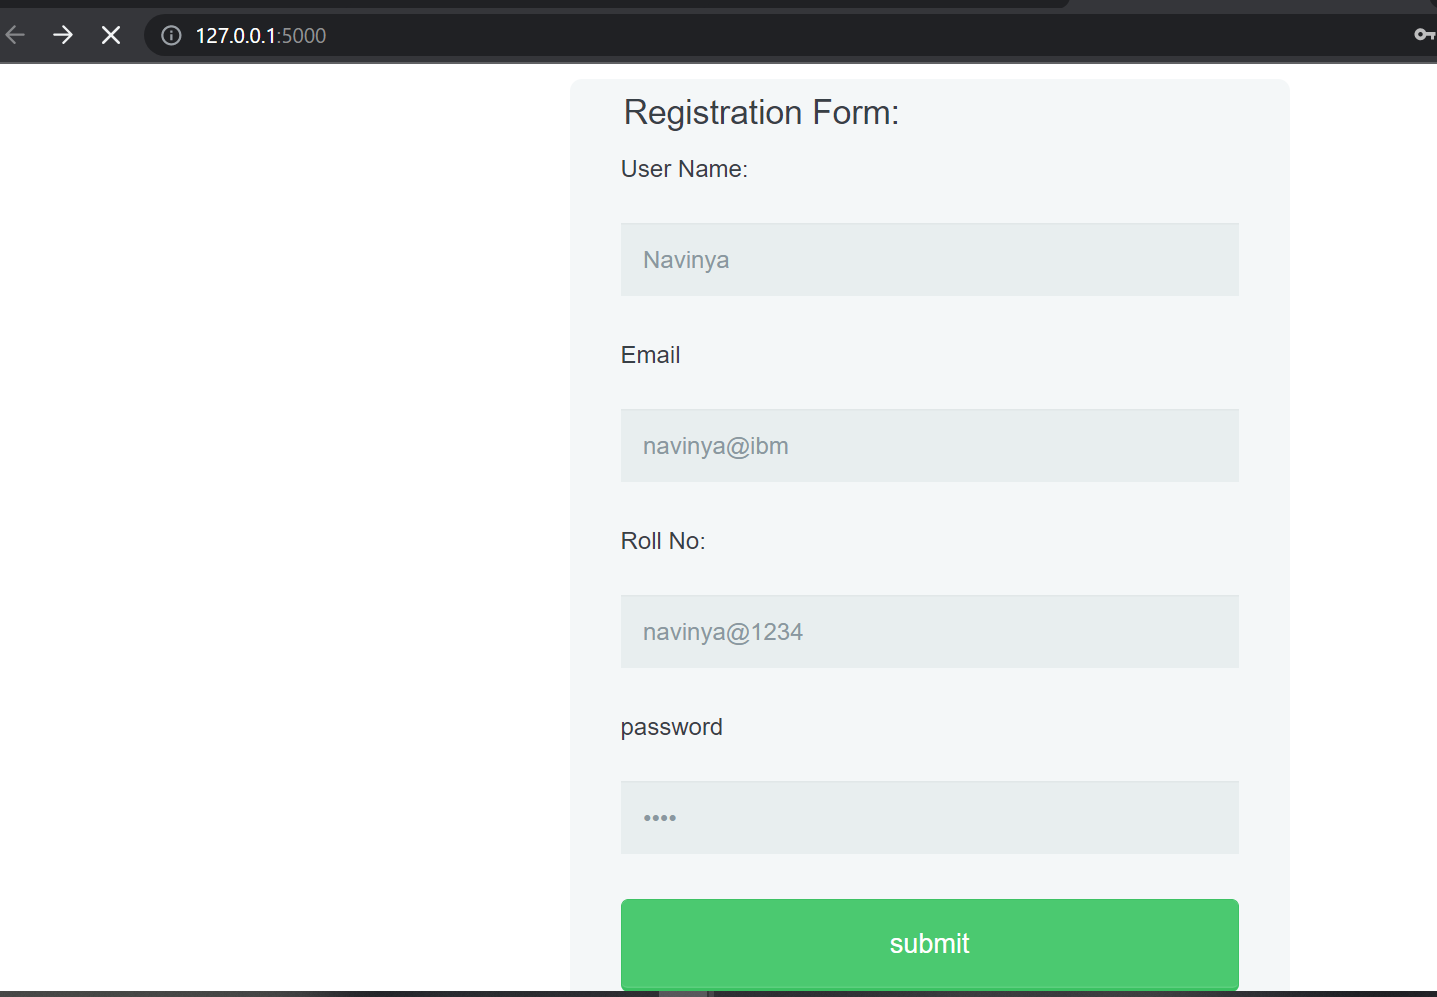 127.0.0.1:5000
Registration Form:
User Name:
Navinya
Email
navinya@ibm
Roll No:
navinya@1234
password
••••
submit